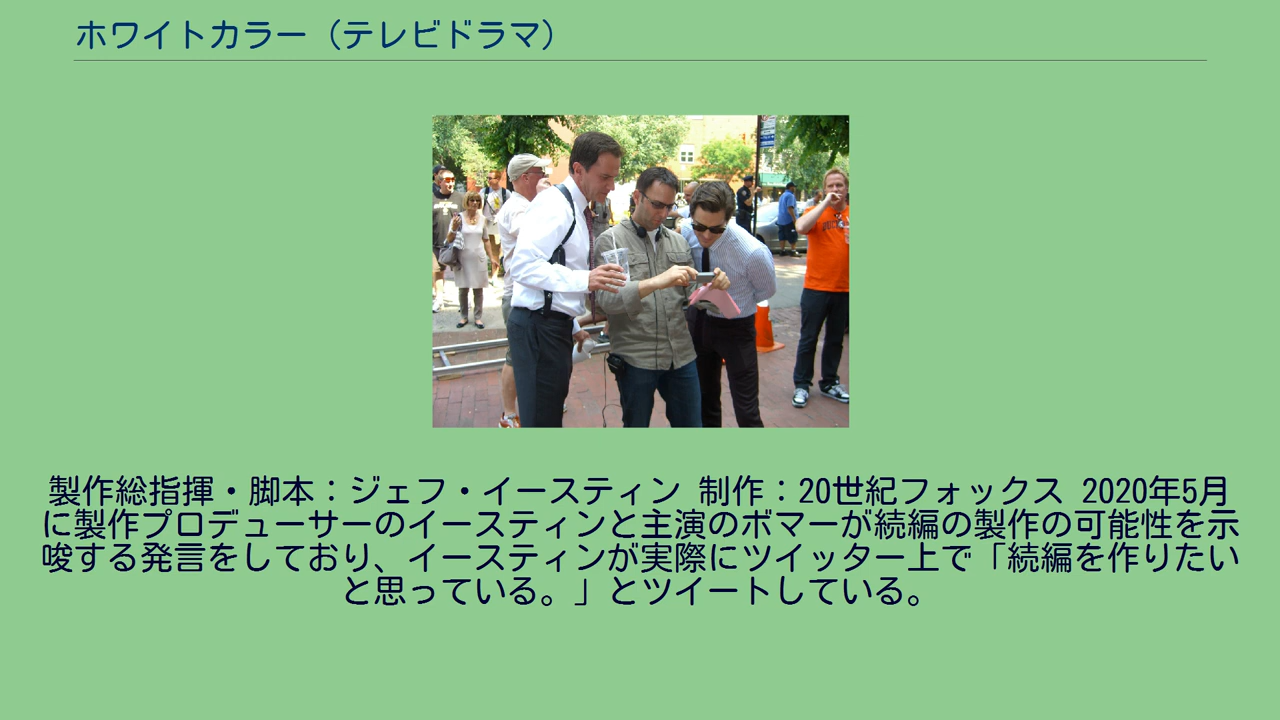 ホワイトカラー（テレビドラマ）
製作総指揮・脚本：ジェフ・イースティン 制作：20世紀フォックス 2020年5月
に製作プロデューサーのイースティンと主演のボマーが続編の製作の可能性を示
唆する発言をしており、イースティンが実際にツイッター上で「続編を作りたい
と思っている。」とツイートしている。